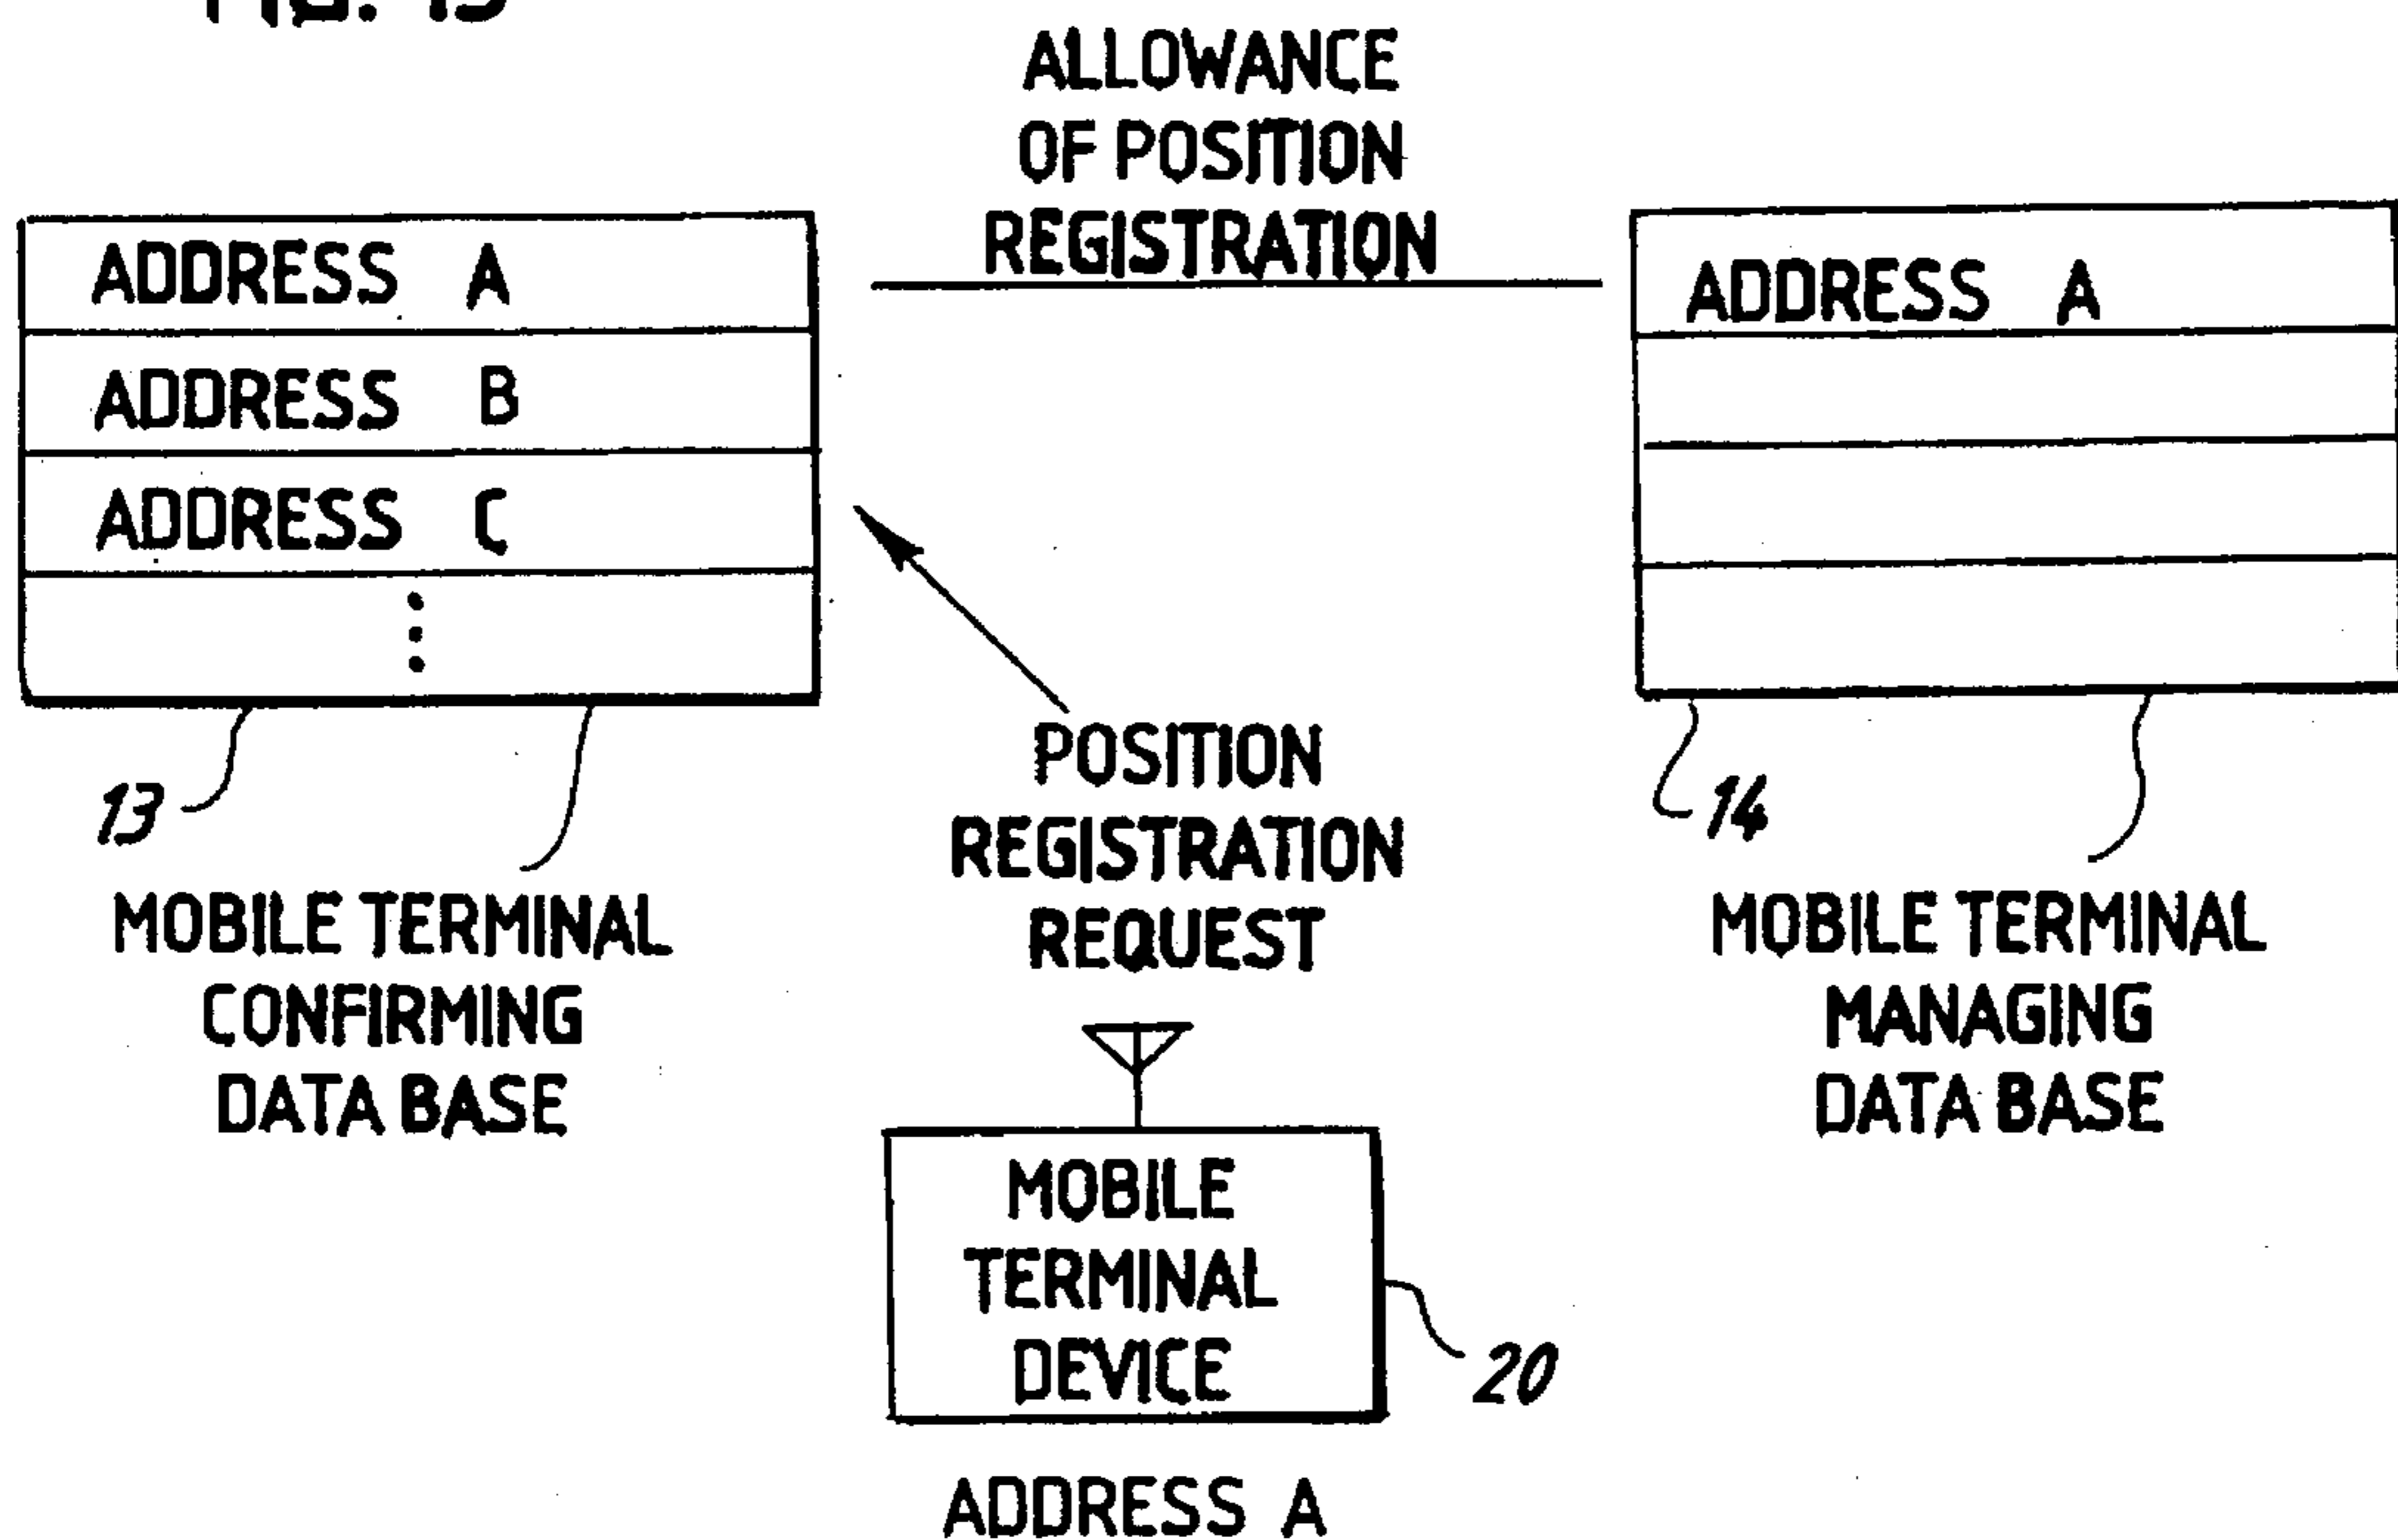 ALLOWANCE
OF POSITION
REGISTRATION
ADDRESS A
ADDRESS B
ADDRESS C
ADDRESS A
13
MOBILE TERMINAL
CONFIRMING
DATA BASE
POSITION
REGISTRATION
REQUEST
14
MOBILE TERMINAL
MANAGING
DATA BASE
MOBILE
TERMINAL
DEVICE
20
ADDRESS A